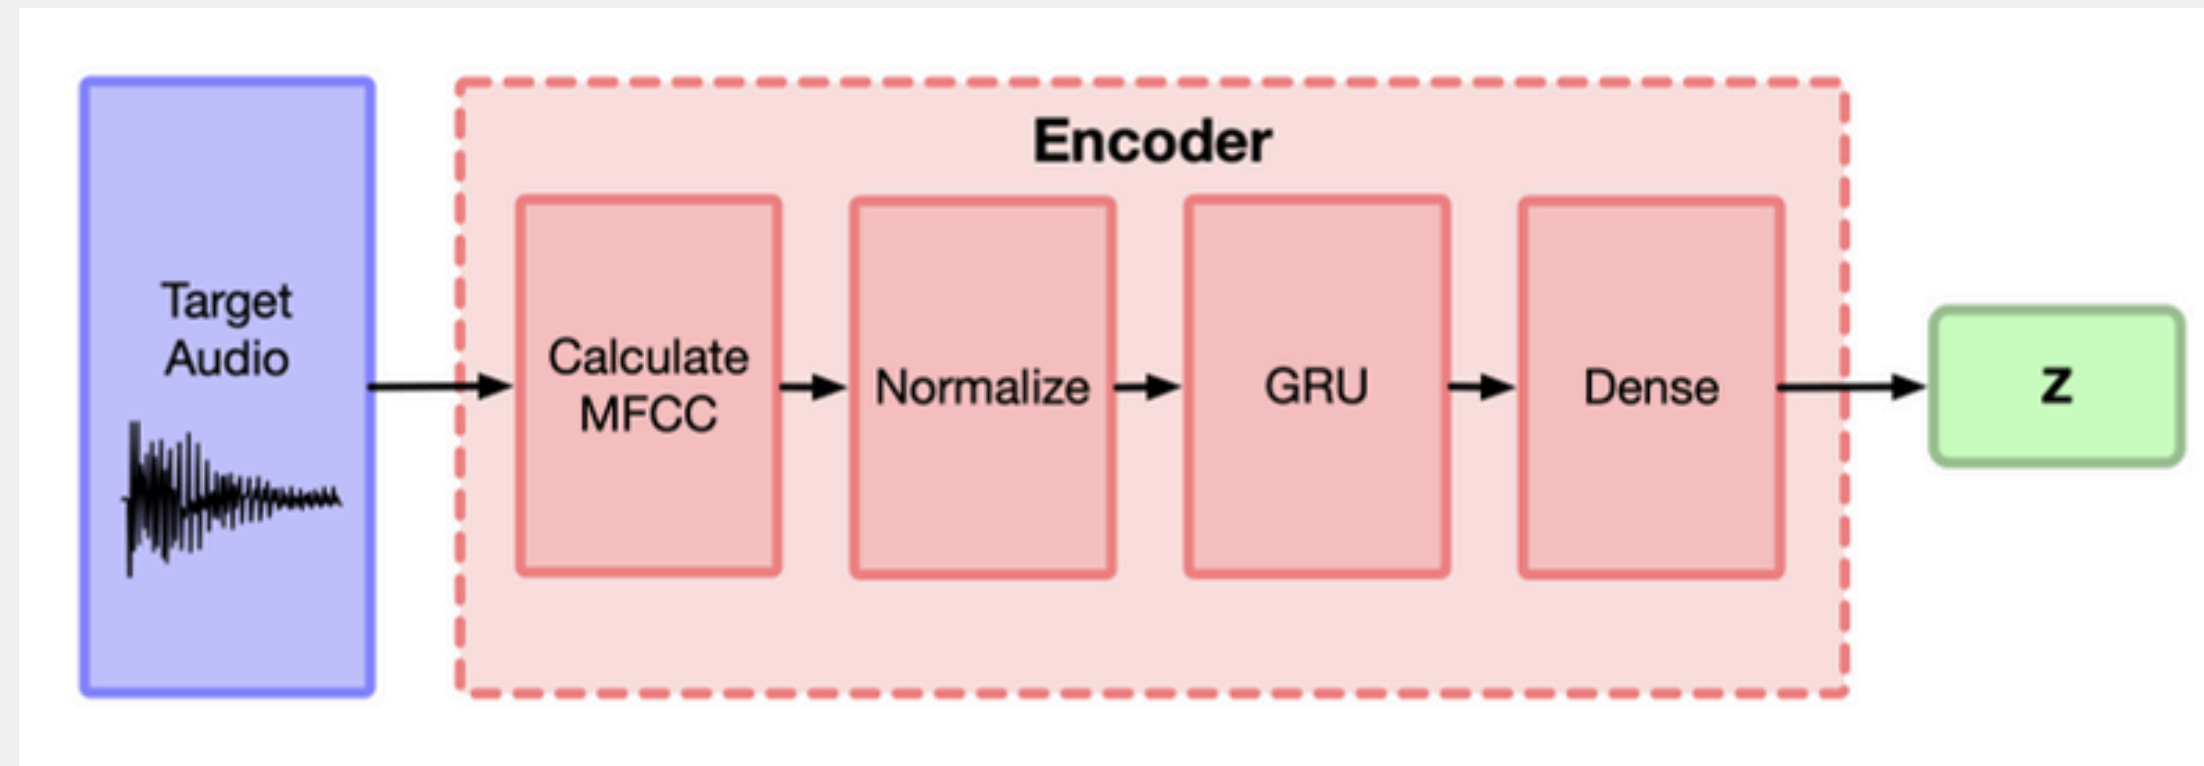 Target
Audio
Encoder
Calculate
MFCC
Normalize
GRU
Dense
z